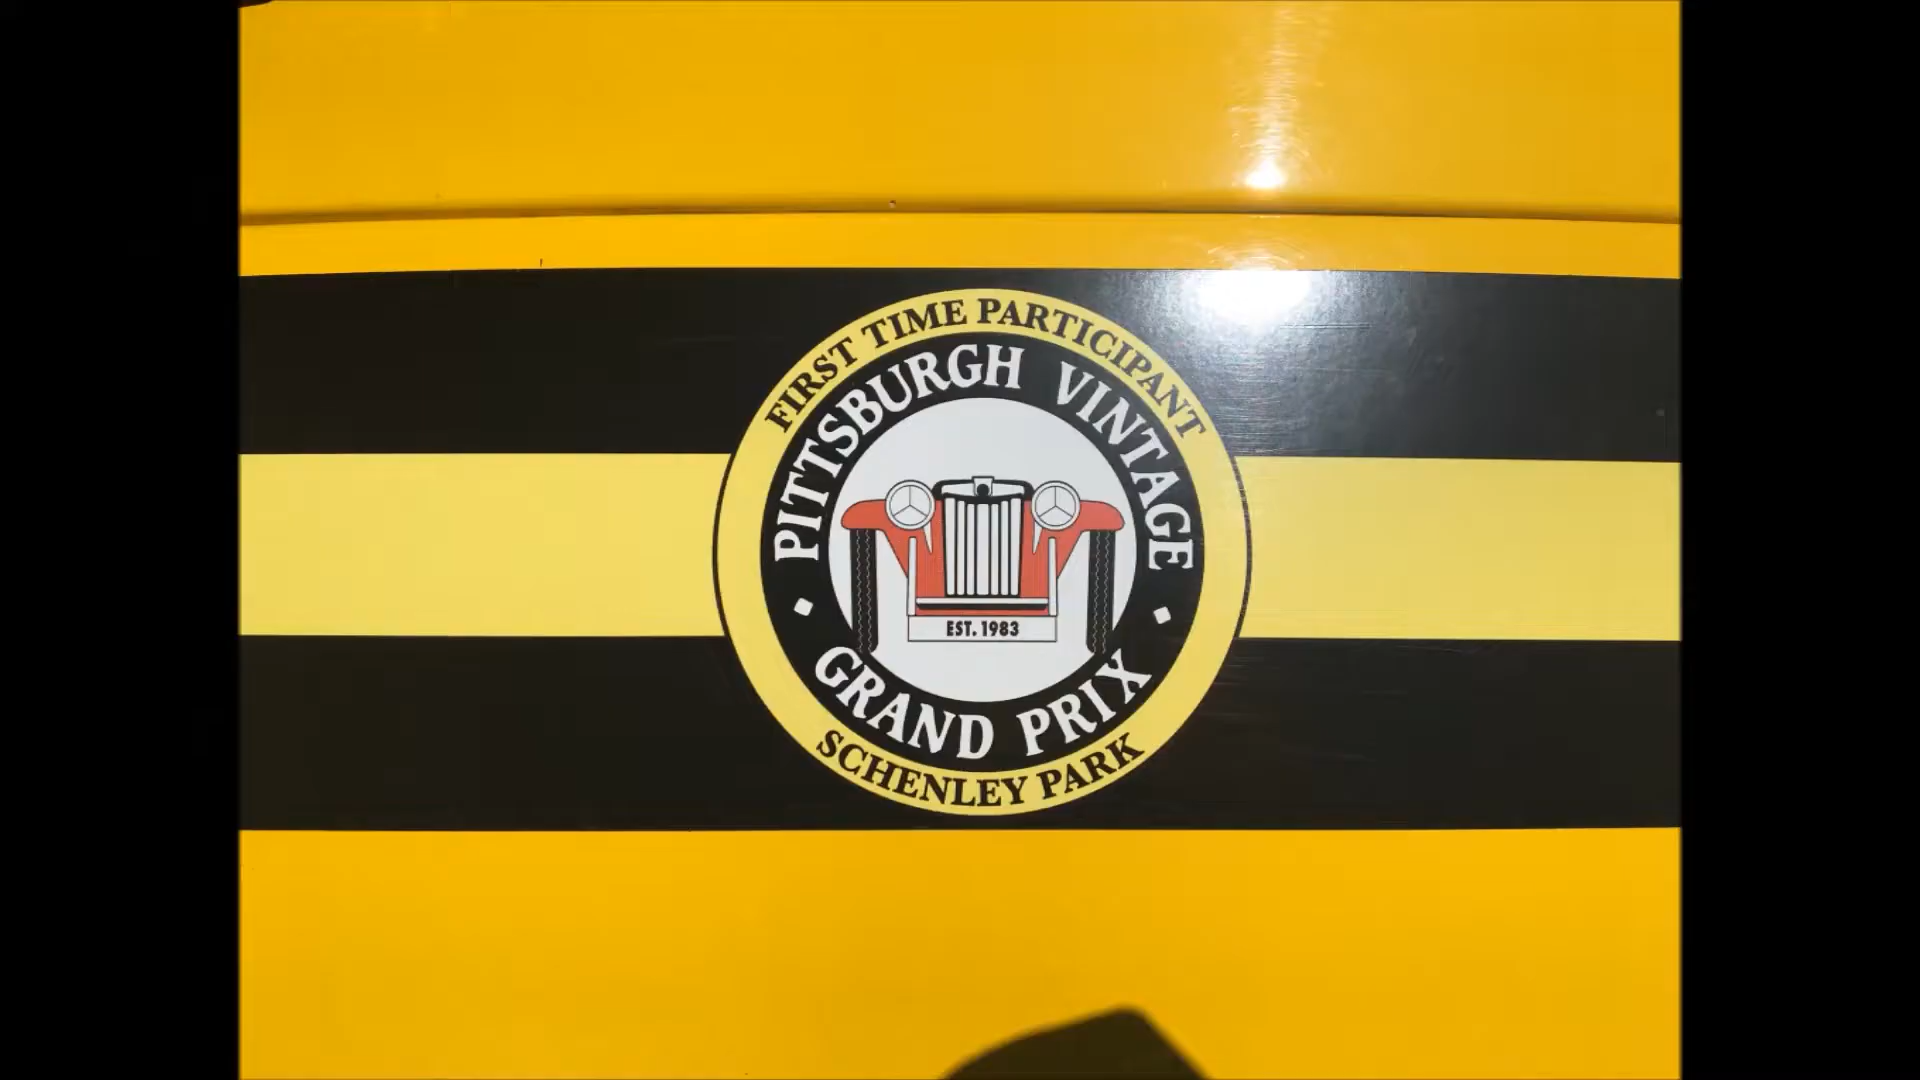 FIRST TIME PARTICIPANT
PITTSBURGH VINTAGE
EST. 1983
GRAND PRIX
SCHENLEY PARK